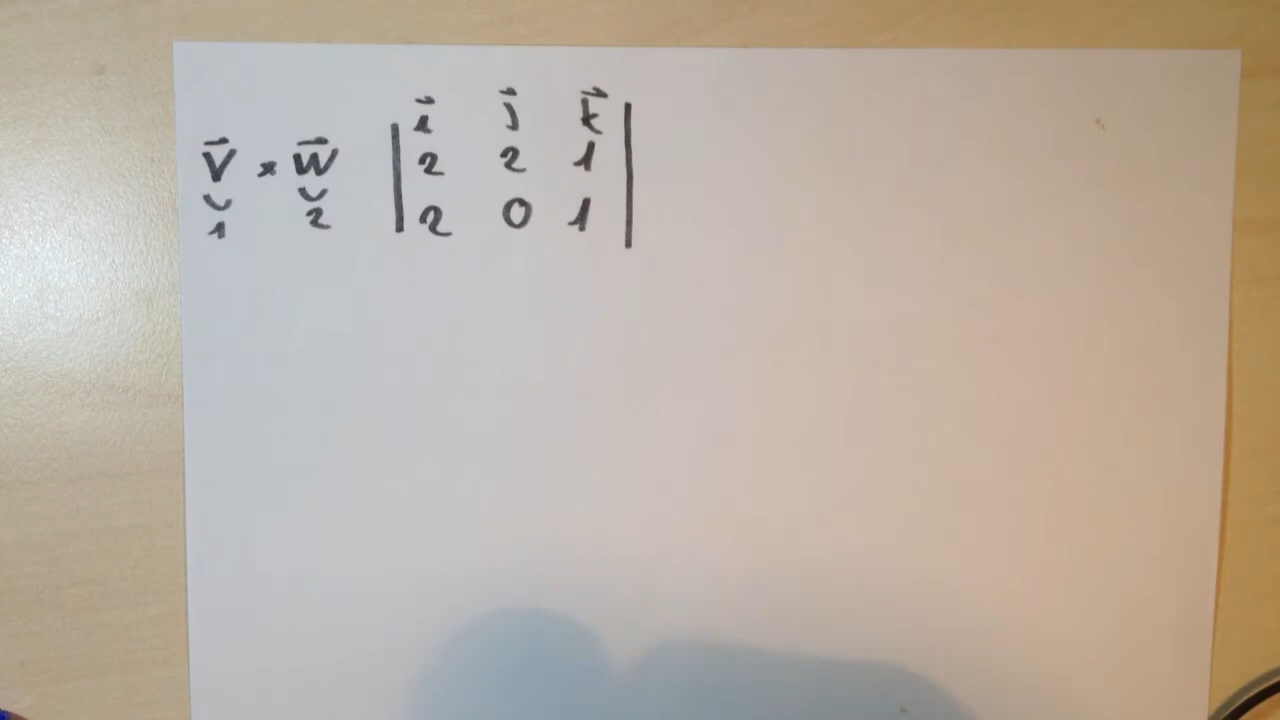 i⃗ j⃗ k⃗
V⃗ × W⃗ | 2 2 1 |
1 2 | 2 0 1 |